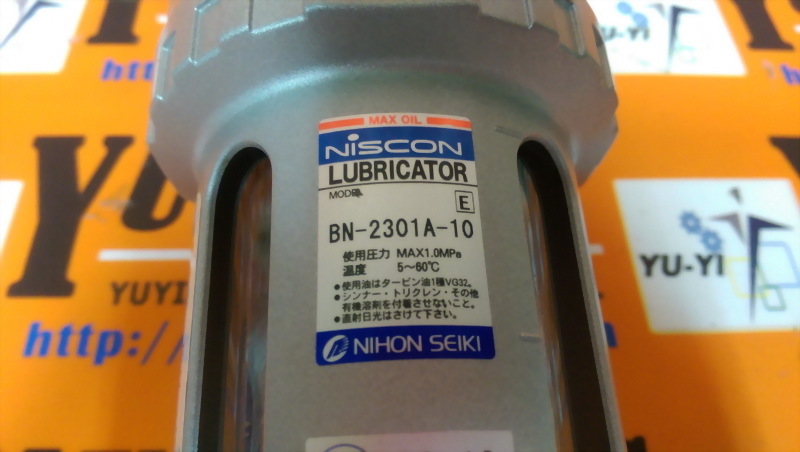 MAX OIL
NiSCON
LUBRICATOR
E
BN-2301A-10
使用圧力 MAX1.0MPa
温度 5~60℃
●使用油はタービン油1種VG32。
●シンナー・トリクレン・その他
有機溶剤を付着させないこと。
●直射日光はさけて下さい。
NIHON SEIKI
YU-YI
YU-YI
YUYI
http://